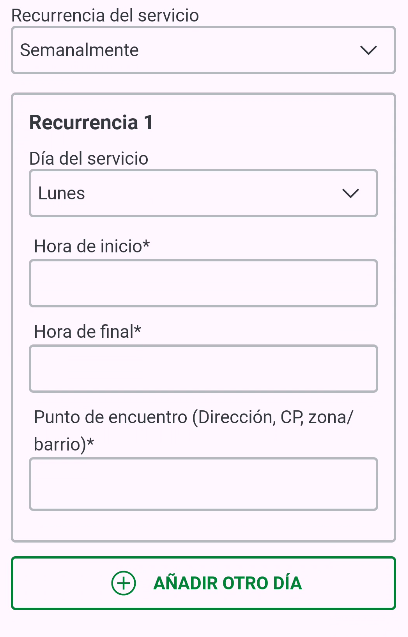 Recurrencia del servicio
Semanalmente
Recurrencia 1
Día del servicio
Lunes
Hora de inicio*
Hora de final*
Punto de encuentro (Dirección, CP, zona/
barrio)*
AÑADIR OTRO DÍA